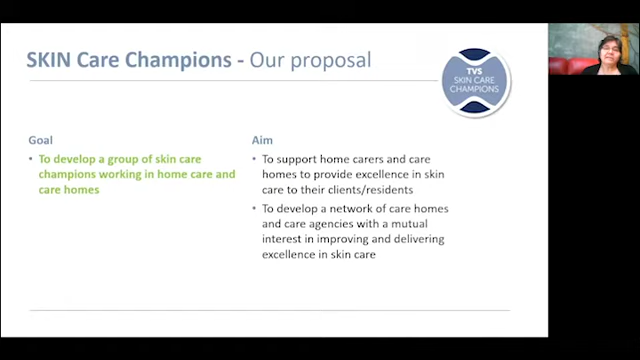 SKIN Care Champions - Our proposal
TVS
SKIN CARE
CHAMPIONS
Goal
• To develop a group of skin care
champions working in home care and
care homes
Aim
• To support home carers and care
homes to provide excellence in skin
care to their clients/residents
• To develop a network of care homes
and care agencies with a mutual
interest in improving and delivering
excellence in skin care